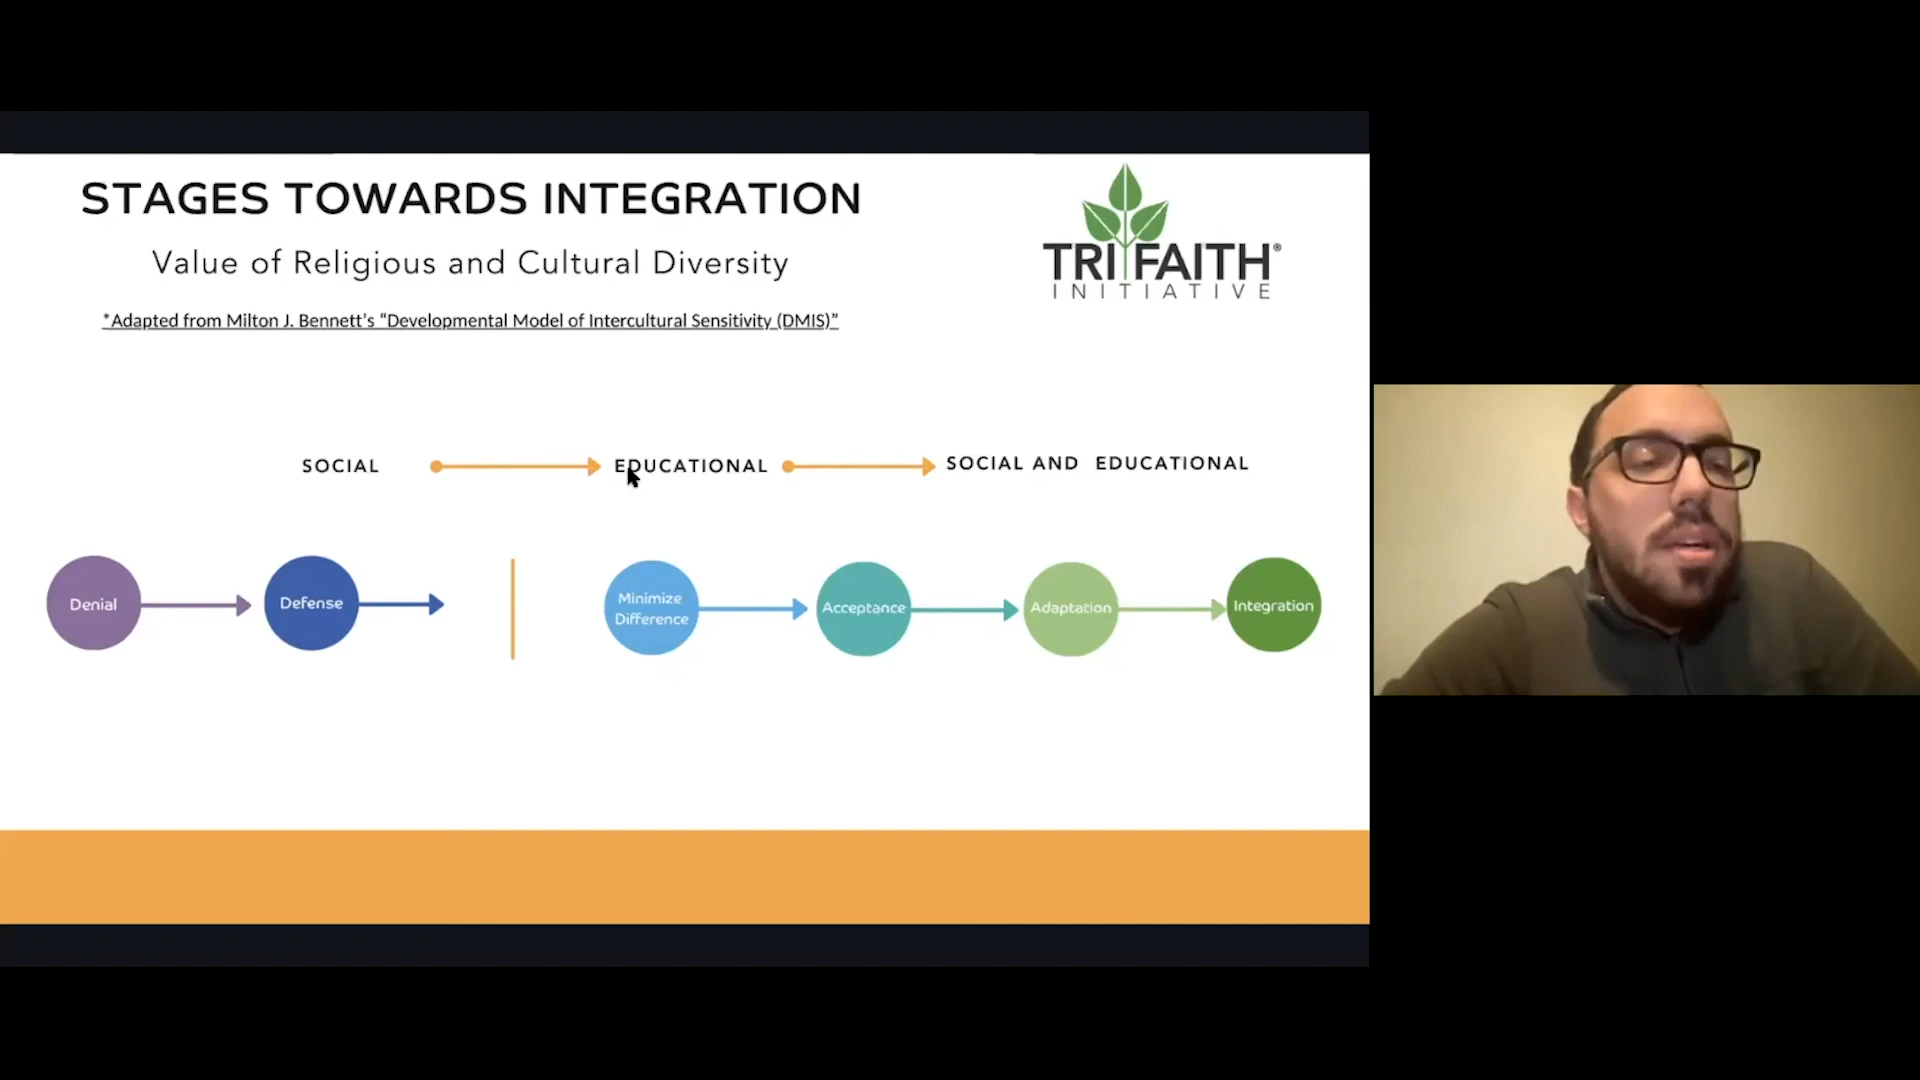 STAGES TOWARDS INTEGRATION
Value of Religious and Cultural Diversity
*Adapted from Milton J. Bennett’s “Developmental Model of Intercultural Sensitivity (DMIS)”
TRI FAITH®
INITIATIVE
SOCIAL
EDUCATIONAL
SOCIAL AND EDUCATIONAL
Denial
Defense
Minimize
Difference
Acceptance
Adaptation
Integration